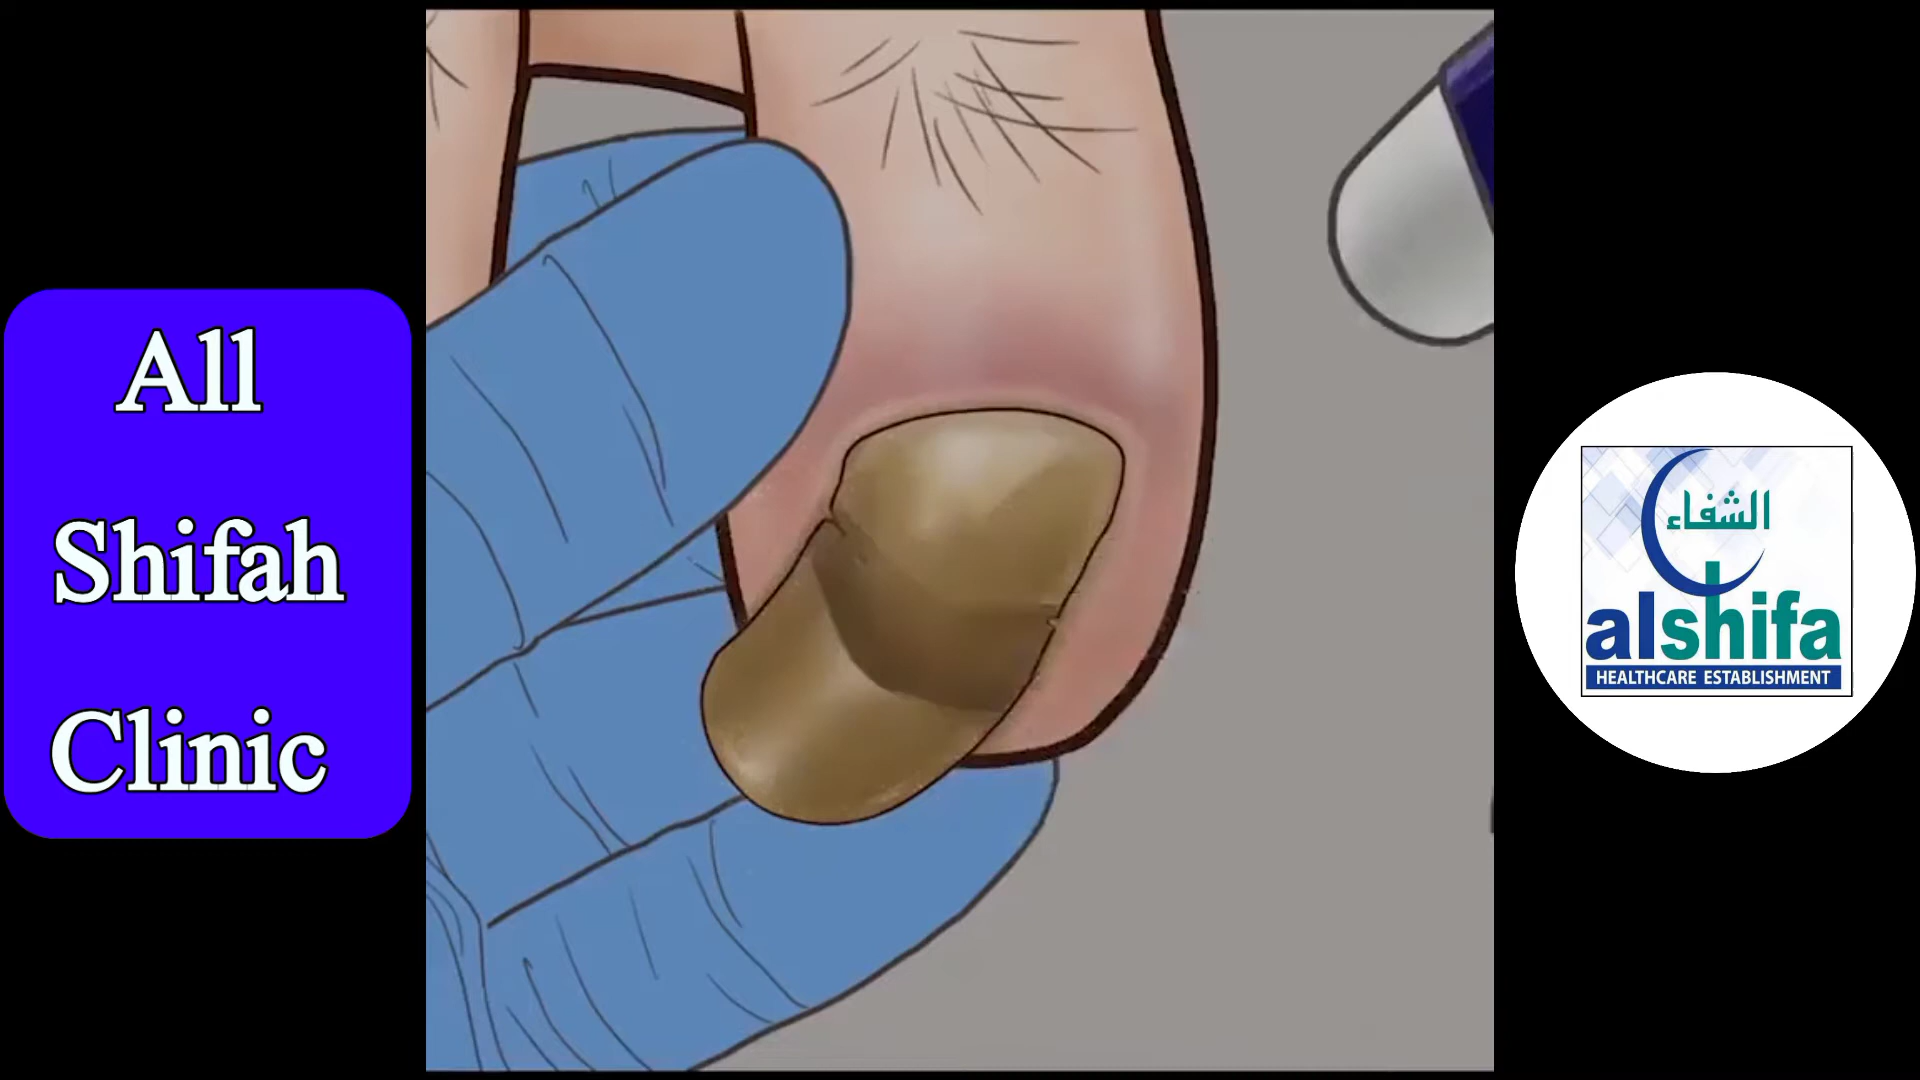 All
Shifah
Clinic
الشفاء
alshifa
HEALTHCARE ESTABLISHMENT